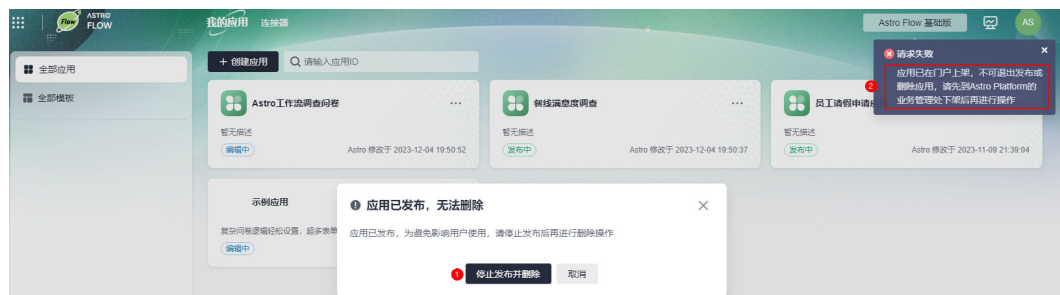 Flow
ASTRO
FLOW
我的应用 连接器
Astro Flow 基础版
AS
全部应用
全部模板
+ 创建应用
请输入应用ID
请求失败
应用已在门户上架，不可退出发布或
删除应用，请先到Astro Platform的
业务管理处下架后再进行操作
2
Astro工作流调查问卷
暂无描述
编辑中
Astro 修改于 2023-12-04 19:50:52
餐线满意度调查
暂无描述
发布中
Astro 修改于 2023-12-04 19:50:37
员工请假申请
暂无描述
发布中
Astro 修改于 2023-11-09 21:39:04
示例应用
复杂问卷逻辑轻松设置，超多表单
编辑中
应用已发布，无法删除
应用已发布，为避免影响用户使用，请停止发布后再进行删除操作
1
停止发布并删除
取消